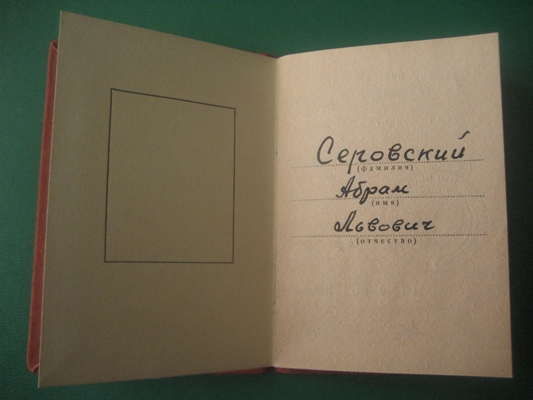 Серовский
(фамилия)
Абрам
(имя)
Львович
(отчество)